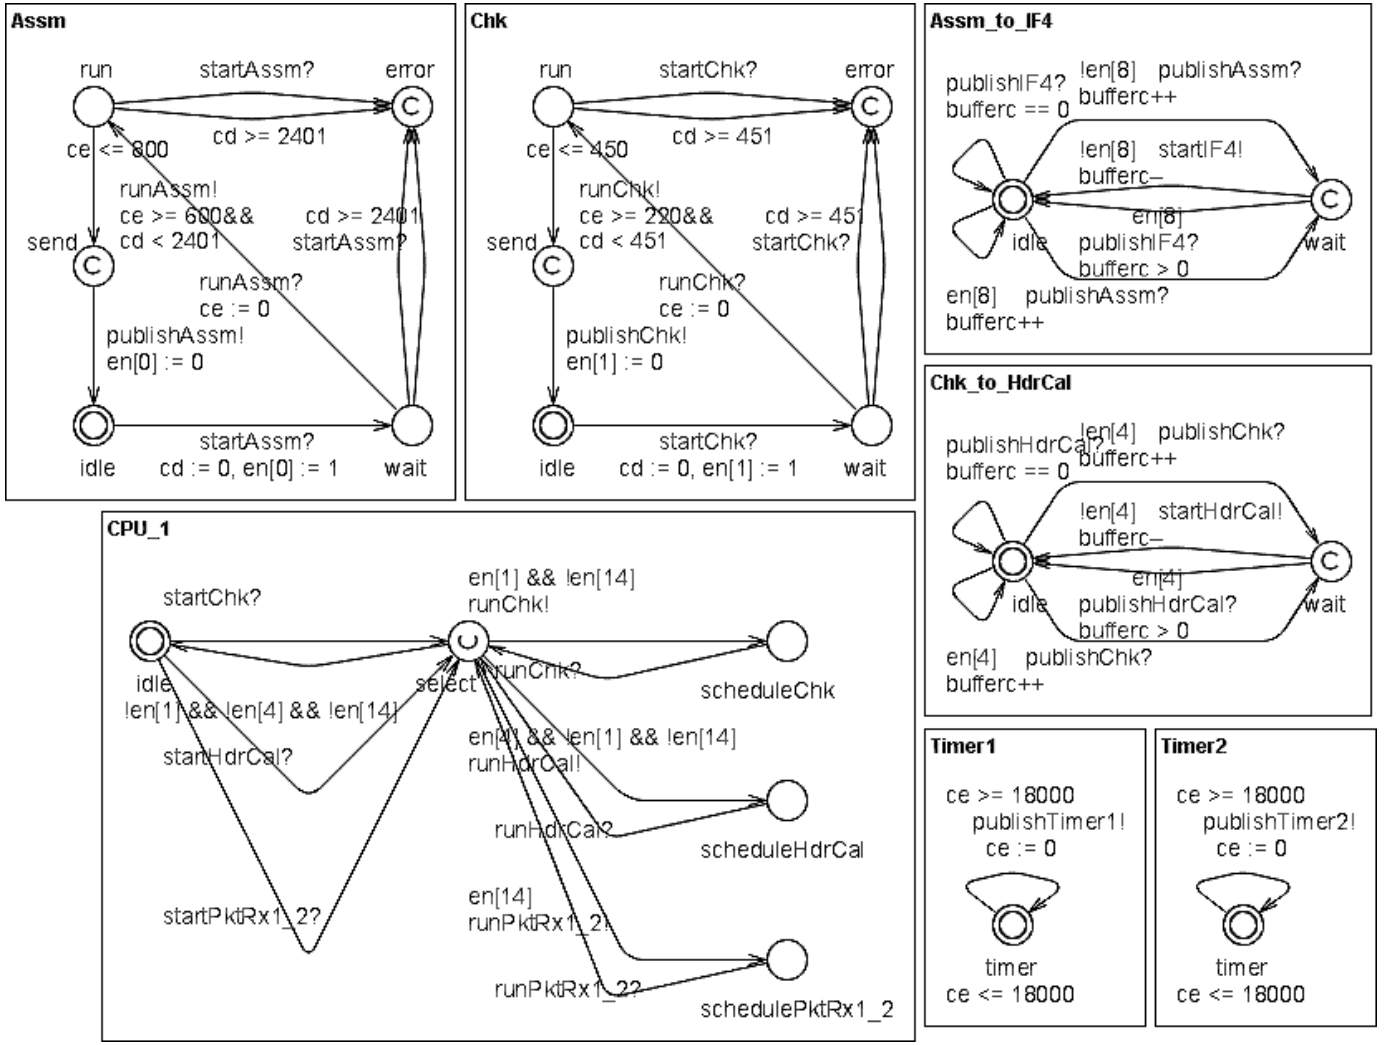 Assm
run
startAssm?
error
C
cd >= 2401
ce <= 800
runAssm!
ce >= 600&&
cd < 2401
cd >= 2401
startAssm?
send
C
runAssm?
ce := 0
publishAssm!
en[0] := 0
startAssm?
idle
cd := 0, en[0] := 1
wait
Chk
run
startChk?
error
C
cd >= 451
ce <= 450
runChk!
ce >= 220&&
cd < 451
cd >= 451
startChk?
send
C
runChk?
ce := 0
publishChk!
en[1] := 0
startChk?
idle
cd := 0, en[1] := 1
wait
Assm_to_IF4
publishIF4?
bufferc == 0
!en[8] publishAssm?
bufferc++
!en[8] startIF4!
bufferc–
C
en[8]
idle
wait
publishIF4?
bufferc > 0
en[8] publishAssm?
bufferc++
Chk_to_HdrCal
publishHdrCal?
bufferc == 0
!en[4] publishChk?
bufferc++
!en[4] startHdrCal!
bufferc–
C
en[4]
idle
wait
publishHdrCal?
bufferc > 0
en[4] publishChk?
bufferc++
CPU_1
startChk?
en[1] && !en[14]
runChk!
idle
select
runChk?
scheduleChk
!en[1] && !en[4] && !en[14]
startHdrCal?
en[4] && !en[1] && !en[14]
runHdrCal!
runHdrCal?
scheduleHdrCal
startPktRx1_2?
en[14]
runPktRx1_2!
runPktRx1_2?
schedulePktRx1_2
Timer1
ce >= 18000
publishTimer1!
ce := 0
timer
ce <= 18000
Timer2
ce >= 18000
publishTimer2!
ce := 0
timer
ce <= 18000